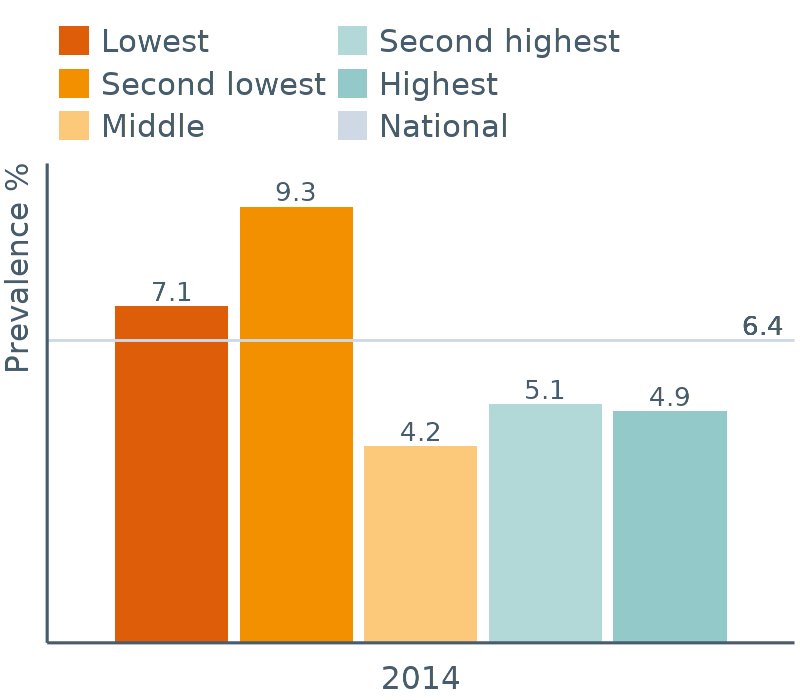 Lowest
Second lowest
Middle
Second highest
Highest
National
Prevalence %
7.1
9.3
4.2
5.1
4.9
6.4
2014